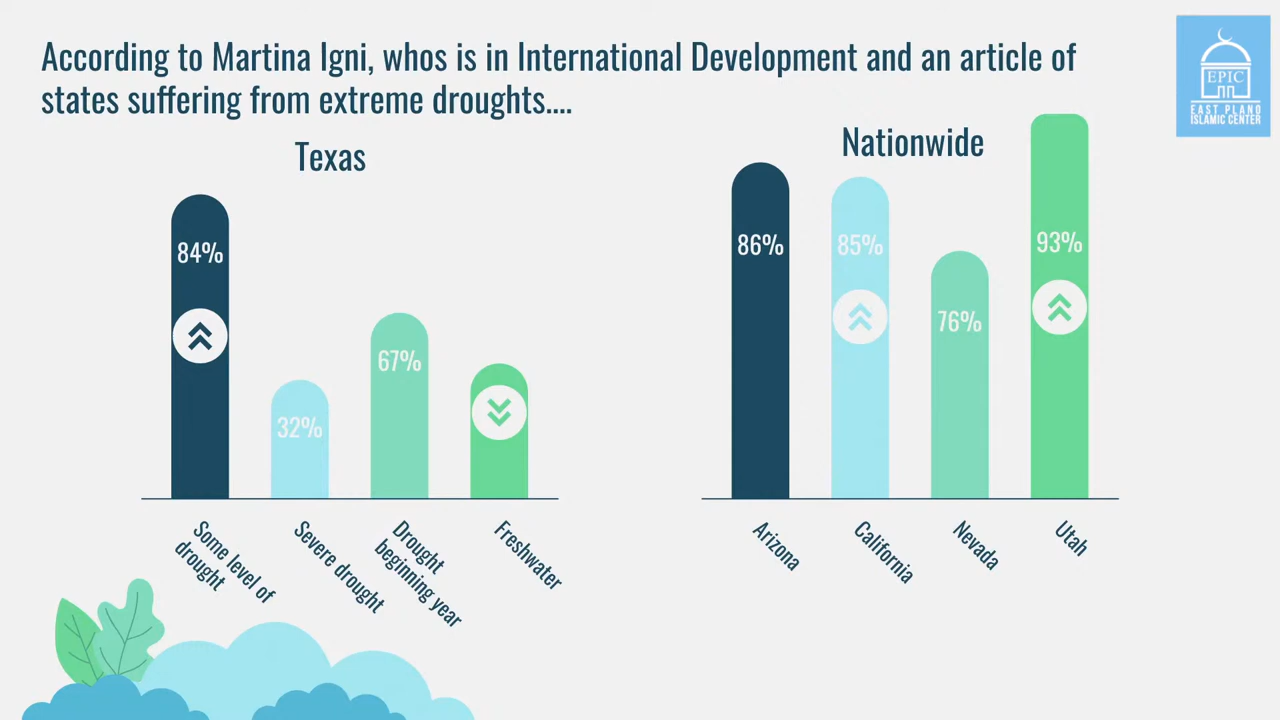 According to Martina Igni, whos is in International Development and an article of
states suffering from extreme droughts....
EPIC
EAST PLANO
ISLAMIC CENTER
Texas
84%
32%
67%
Some level of
drought
Severe drought
Drought
beginning year
Freshwater
Nationwide
86%
85%
76%
93%
Arizona
California
Nevada
Utah